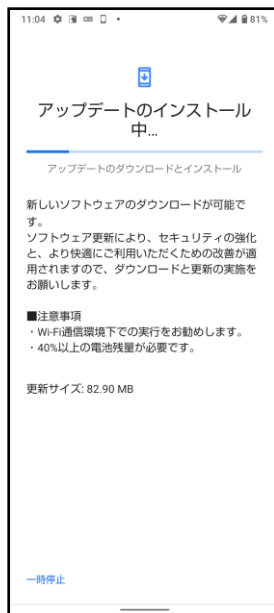 11:04
81%
アップデートのインストール
中...
アップデートのダウンロードとインストール
新しいソフトウェアのダウンロードが可能で
す。
ソフトウェア更新により、セキュリティの強化
と、より快適にご利用いただくための改善が適
用されますので、ダウンロードと更新の実施を
お願いします。
■注意事項
・Wi-Fi通信環境下での実行をお勧めします。
・40%以上の電池残量が必要です。
更新サイズ: 82.90 MB
一時停止